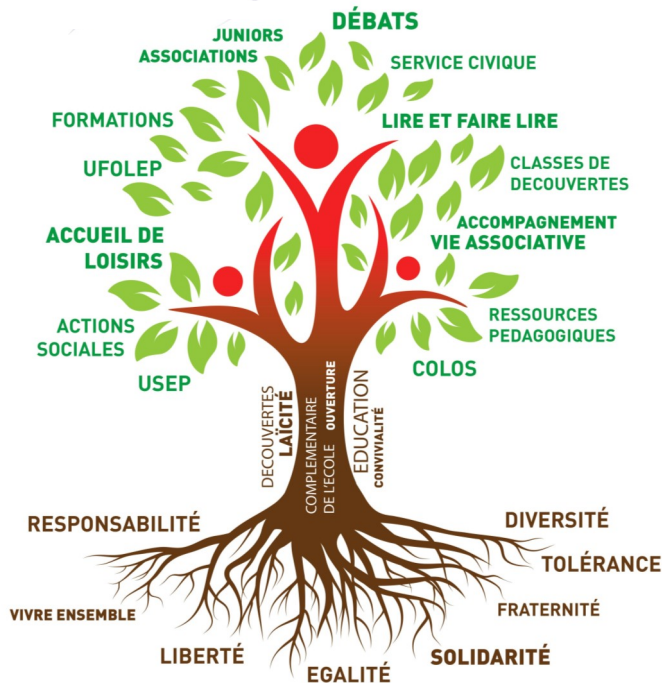 DÉBATS
JUNIORS
ASSOCIATIONS
SERVICE CIVIQUE
FORMATIONS
LIRE ET FAIRE LIRE
UFOLEP
CLASSES DE
DECOUVERTES
ACCUEIL DE
LOISIRS
ACCOMPAGNEMENT
VIE ASSOCIATIVE
ACTIONS
SOCIALES
RESSOURCES
PEDAGOGIQUES
USEP
COLOS
DECOUVERTES
LAÏCITÉ
COMPLEMENTAIRE
DE L'ECOLE
OUVERTURE
EDUCATION
CONVIVIALITÉ
RESPONSABILITÉ
DIVERSITÉ
TOLÉRANCE
VIVRE ENSEMBLE
FRATERNITÉ
LIBERTÉ
EGALITÉ
SOLIDARITÉ